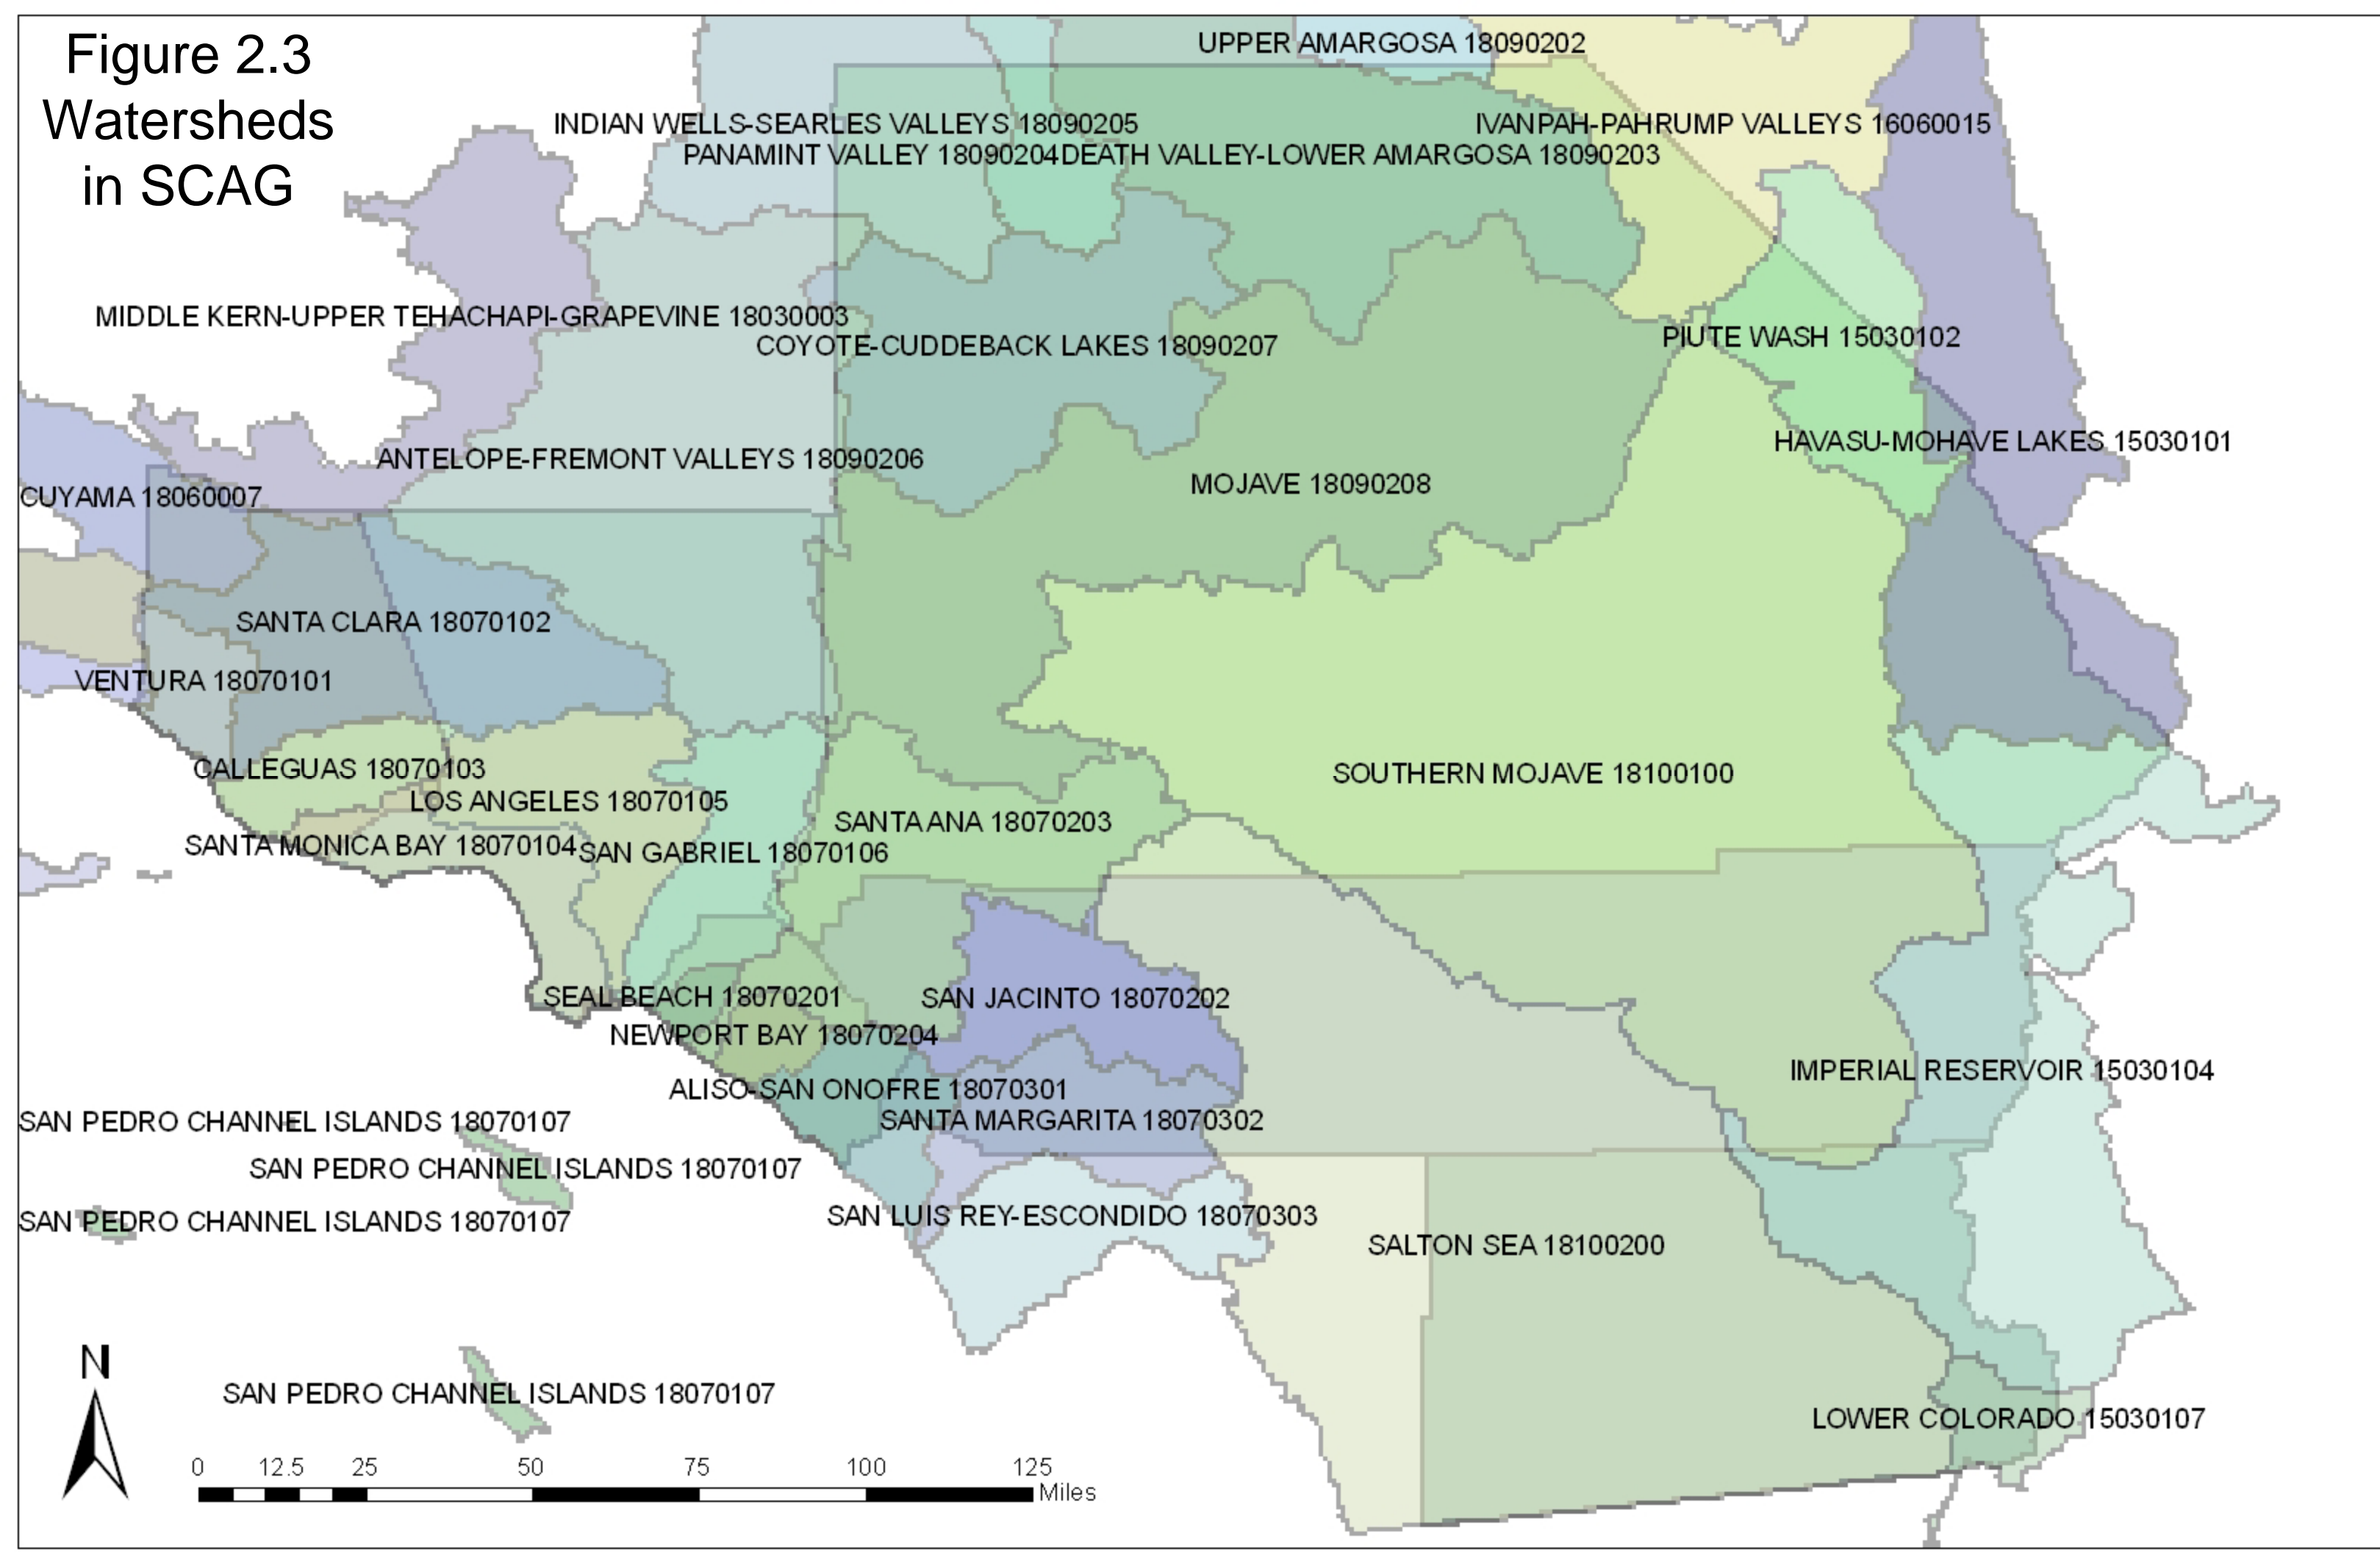 Figure 2.3
Watersheds
in SCAG
UPPER AMARGOSA 18090202
INDIAN WELLS-SEARLES VALLEYS 18090205
IVANPAH-PAHRUMP VALLEYS 16060015
PANAMINT VALLEY 18090204
DEATH VALLEY-LOWER AMARGOSA 18090203
MIDDLE KERN-UPPER TEHACHAPI-GRAPEVINE 18030003
PIUTE WASH 15030102
COYOTE-CUDDEBACK LAKES 18090207
HAVASU-MOHAVE LAKES 15030101
ANTELOPE-FREMONT VALLEYS 18090206
MOJAVE 18090208
CUYAMA 18060007
SANTA CLARA 18070102
VENTURA 18070101
CALLEGUAS 18070103
SOUTHERN MOJAVE 18100100
LOS ANGELES 18070105
SANTA ANA 18070203
SANTA MONICA BAY 18070104
SAN GABRIEL 18070106
SEAL BEACH 18070201
SAN JACINTO 18070202
NEWPORT BAY 18070204
IMPERIAL RESERVOIR 15030104
ALISO-SAN ONOFRE 18070301
SAN PEDRO CHANNEL ISLANDS 18070107
SANTA MARGARITA 18070302
SAN PEDRO CHANNEL ISLANDS 18070107
SAN PEDRO CHANNEL ISLANDS 18070107
SAN LUIS REY-ESCONDIDO 18070303
SALTON SEA 18100200
N
SAN PEDRO CHANNEL ISLANDS 18070107
LOWER COLORADO 15030107
0 12.5 25 50 75 100 125
Miles